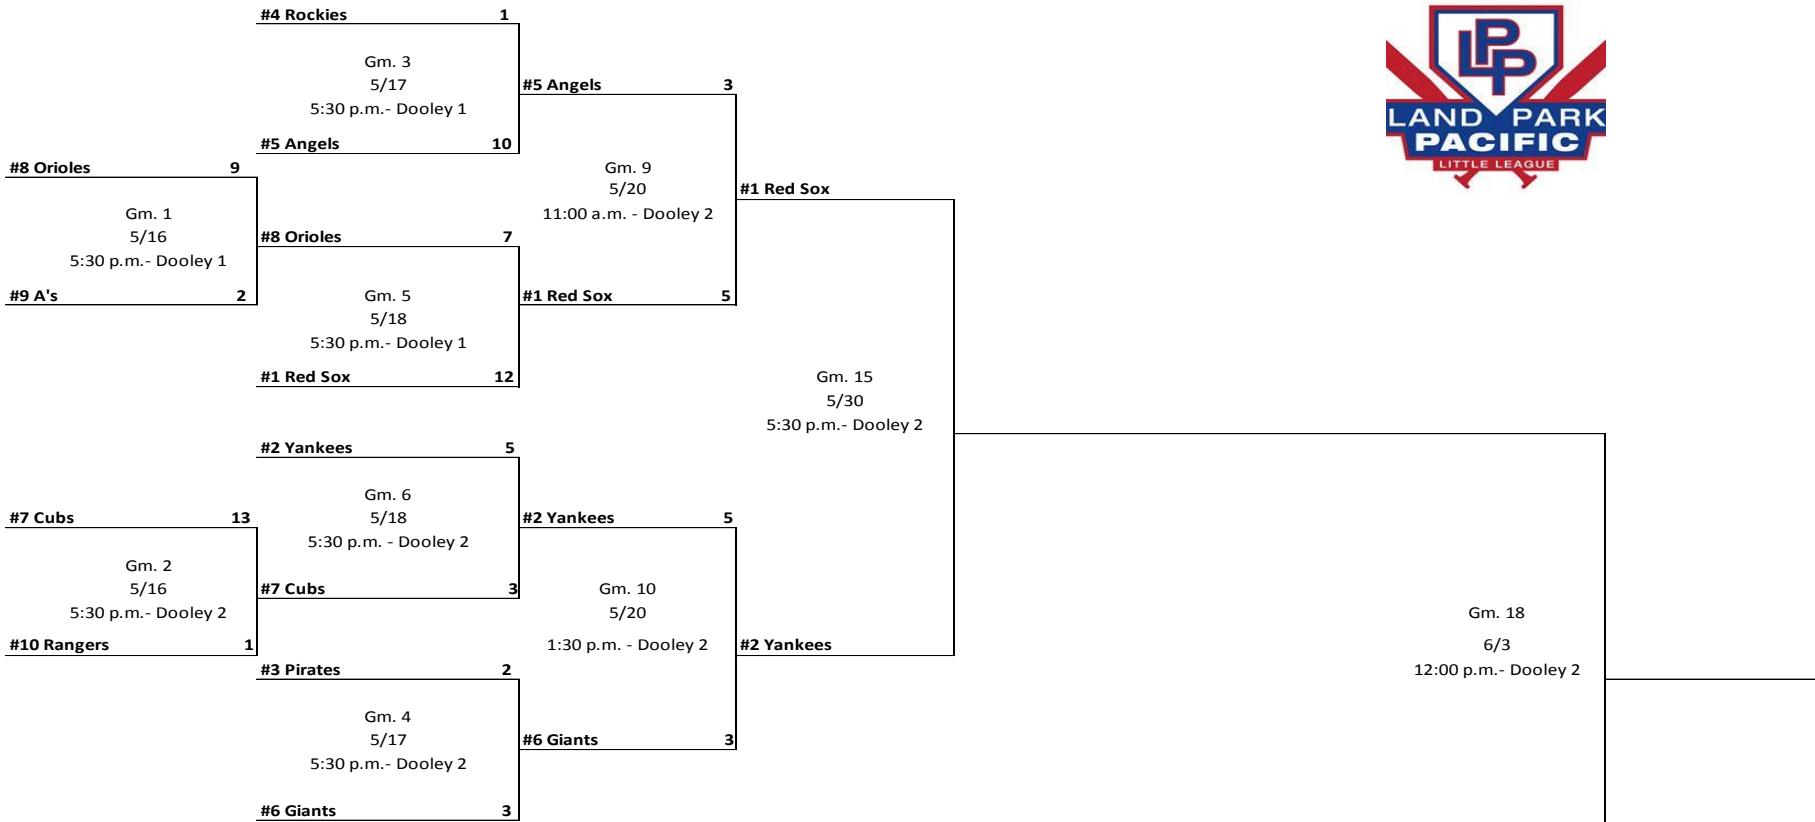 #4 Rockies 1
Gm. 3
5/17
5:30 p.m.- Dooley 1
#5 Angels 10
#8 Orioles 9
Gm. 1
5/16
5:30 p.m.- Dooley 1
#9 A's 2
#8 Orioles 7
Gm. 5
5/18
5:30 p.m.- Dooley 1
#1 Red Sox 12
#5 Angels 3
Gm. 9
5/20
11:00 a.m. - Dooley 2
#1 Red Sox 5
#2 Yankees 5
Gm. 6
5/18
5:30 p.m. - Dooley 2
#7 Cubs 3
#7 Cubs 13
Gm. 2
5/16
5:30 p.m.- Dooley 2
#10 Rangers 1
#3 Pirates 2
Gm. 4
5/17
5:30 p.m.- Dooley 2
#6 Giants 3
#2 Yankees 5
Gm. 10
5/20
1:30 p.m. - Dooley 2
#6 Giants 3
#1 Red Sox
Gm. 15
5/30
5:30 p.m.- Dooley 2
#2 Yankees
Gm. 18
6/3
12:00 p.m.- Dooley 2
LPP
LAND PARK
PACIFIC
LITTLE LEAGUE